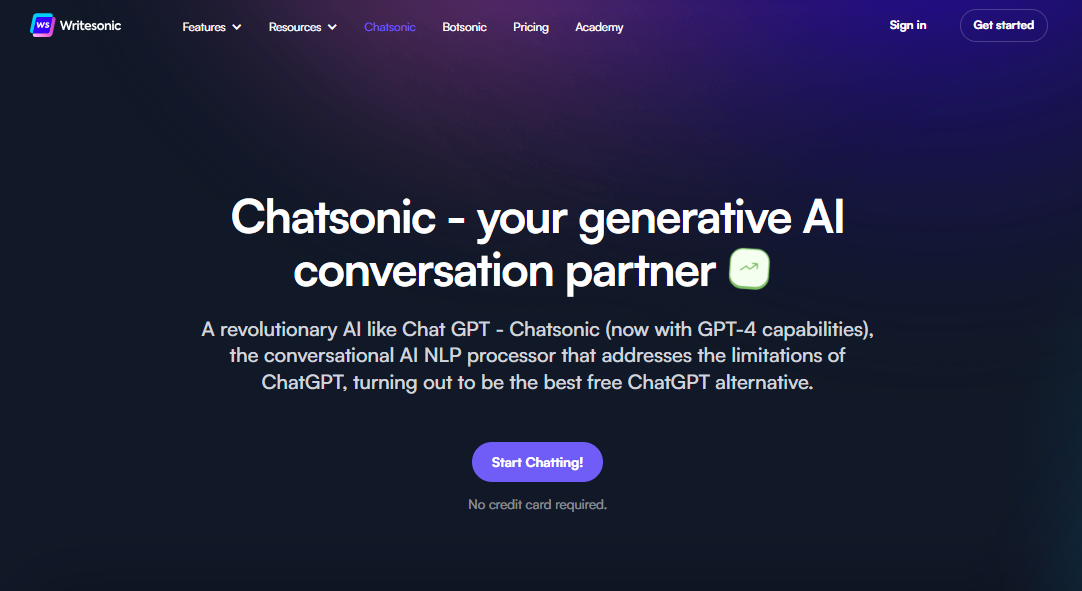 WS Writesonic Features Resources Chatsonic Botsonic Pricing Academy Sign in Get started
Chatsonic - your generative AI
conversation partner
A revolutionary AI like Chat GPT - Chatsonic (now with GPT-4 capabilities),
the conversational AI NLP processor that addresses the limitations of
ChatGPT, turning out to be the best free ChatGPT alternative.
Start Chatting!
No credit card required.